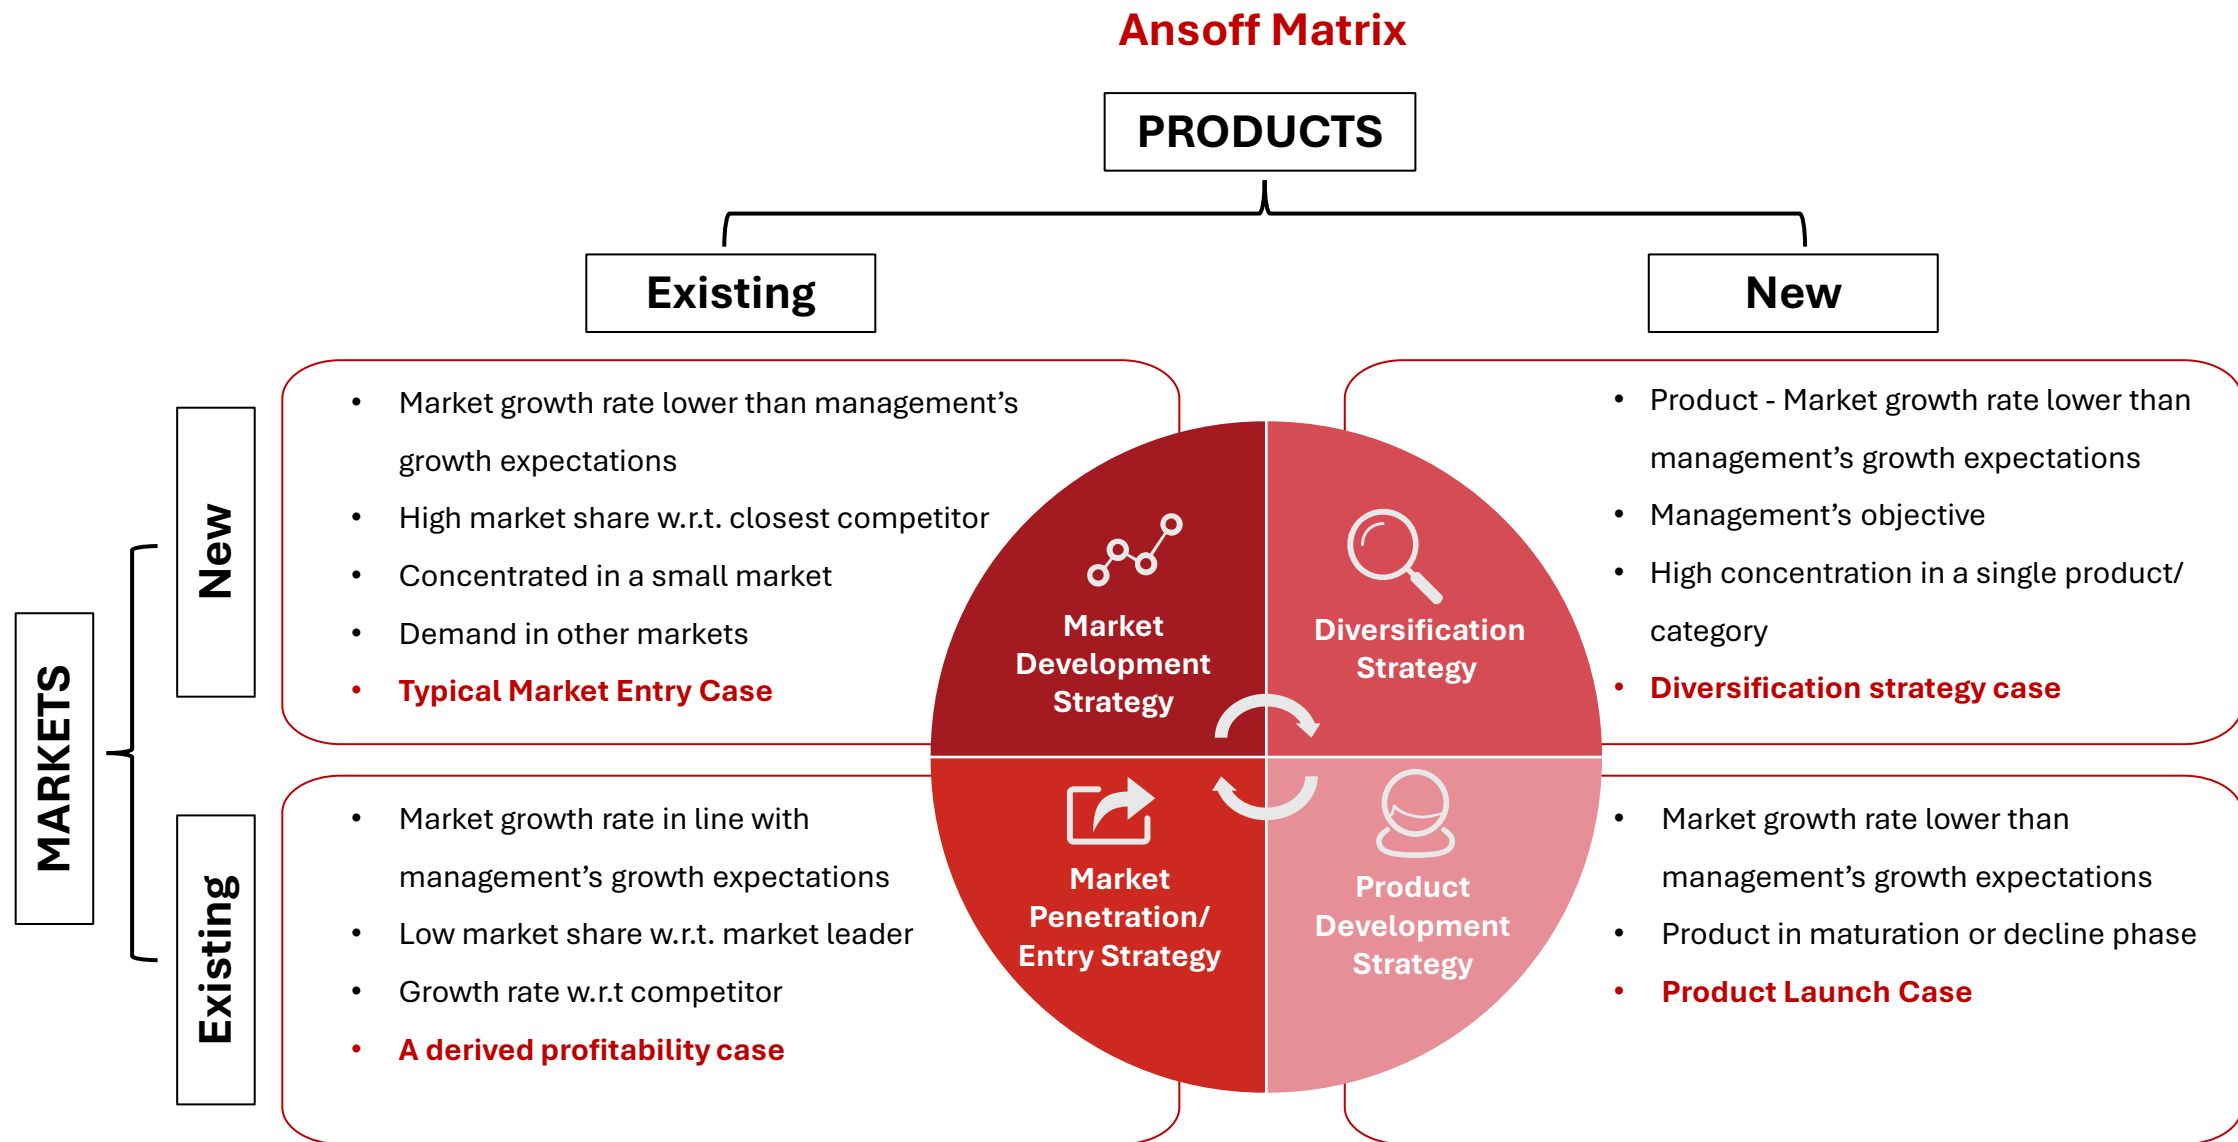 Ansoff Matrix
PRODUCTS
Existing
New
MARKETS
New
• Market growth rate lower than management’s
growth expectations
• High market share w.r.t. closest competitor
• Concentrated in a small market
• Demand in other markets
• Typical Market Entry Case
Market
Development
Strategy
Diversification
Strategy
• Product - Market growth rate lower than
management’s growth expectations
• Management’s objective
• High concentration in a single product/
category
• Diversification strategy case
Existing
• Market growth rate in line with
management’s growth expectations
• Low market share w.r.t. market leader
• Growth rate w.r.t competitor
• A derived profitability case
Market
Penetration/
Entry Strategy
Product
Development
Strategy
• Market growth rate lower than
management’s growth expectations
• Product in maturation or decline phase
• Product Launch Case